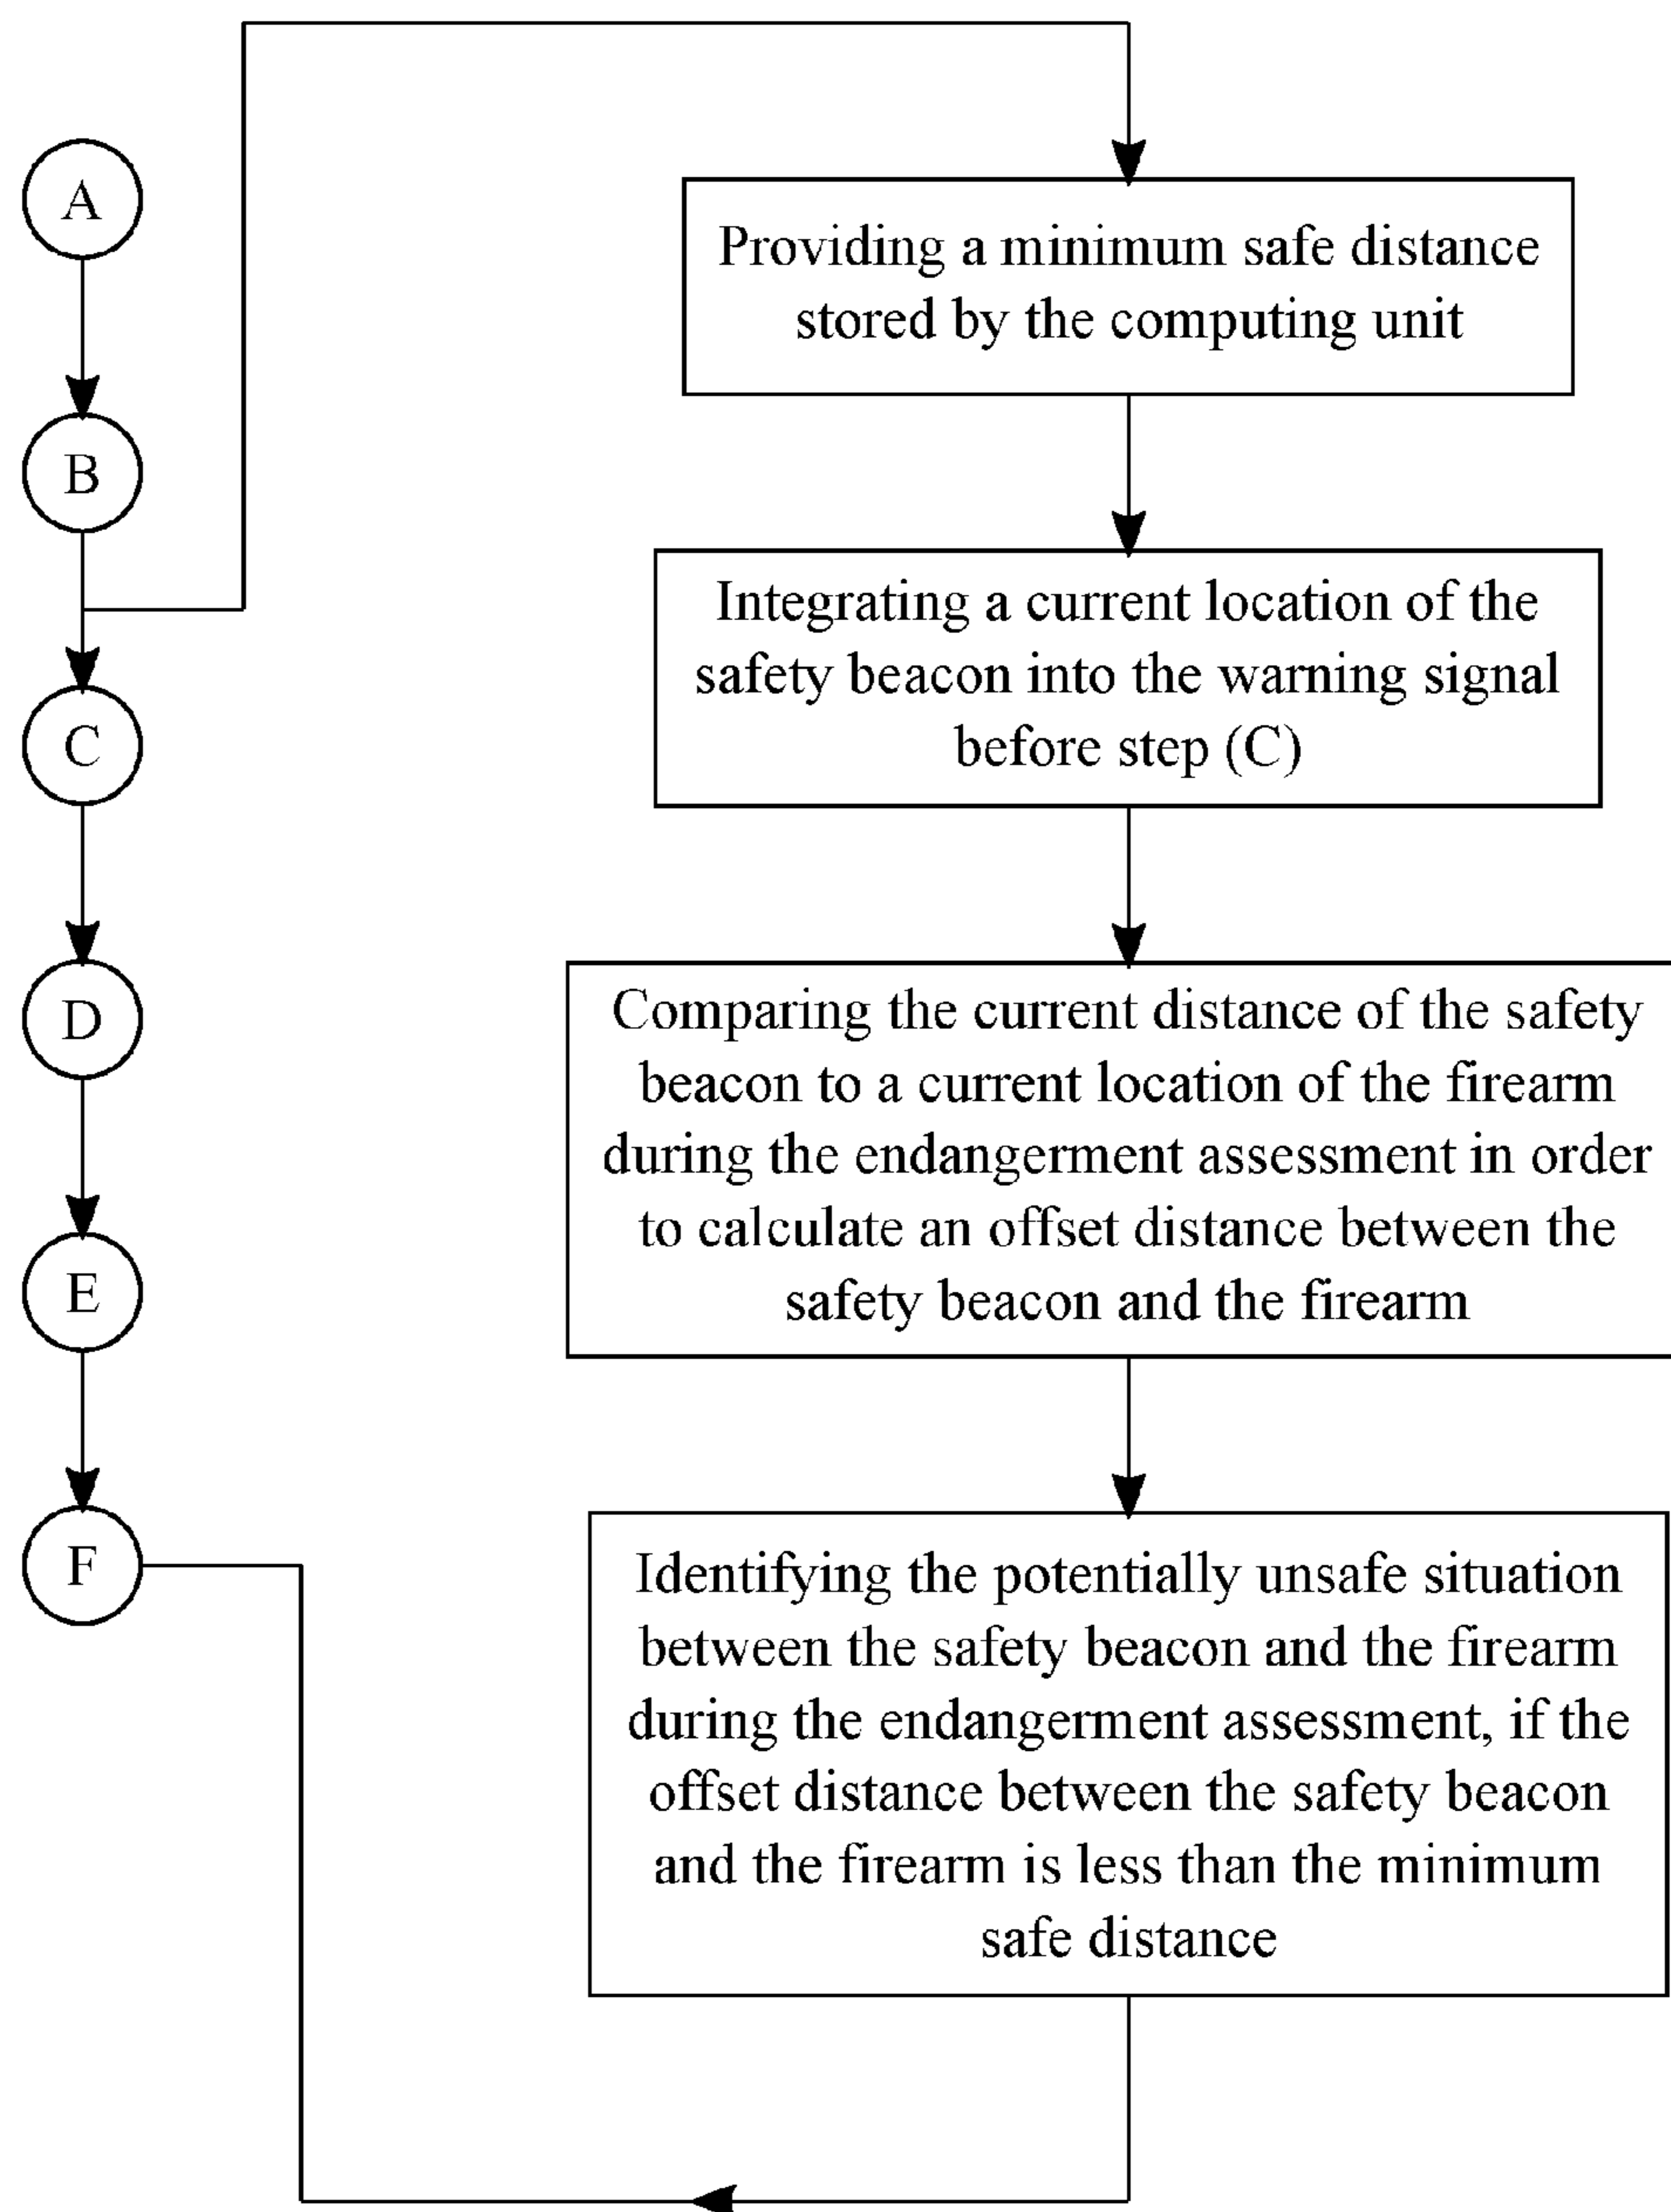 A
B
C
D
E
F
Providing a minimum safe distance
stored by the computing unit
Integrating a current location of the
safety beacon into the warning signal
before step (C)
Comparing the current distance of the safety
beacon to a current location of the firearm
during the endangerment assessment in order
to calculate an offset distance between the
safety beacon and the firearm
Identifying the potentially unsafe situation
between the safety beacon and the firearm
during the endangerment assessment, if the
offset distance between the safety beacon
and the firearm is less than the minimum
safe distance